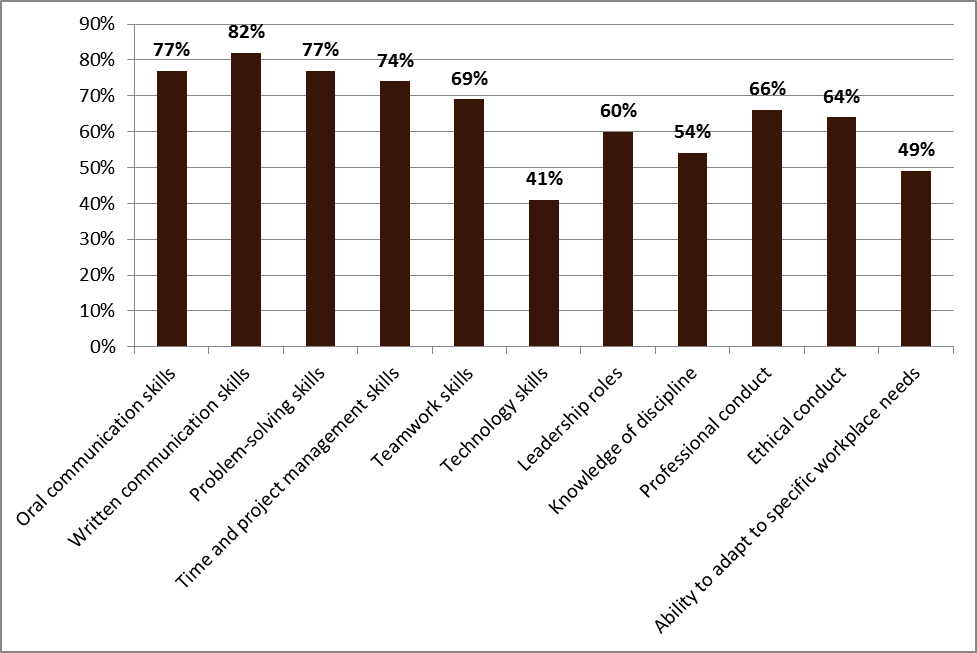 90%
80%
70%
60%
50%
40%
30%
20%
10%
0%
77%
82%
77%
74%
69%
41%
60%
54%
66%
64%
49%
Oral communication skills
Written communication skills
Problem-solving skills
Time and project management skills
Teamwork skills
Technology skills
Leadership roles
Knowledge of discipline
Professional conduct
Ethical conduct
Ability to adapt to specific workplace needs